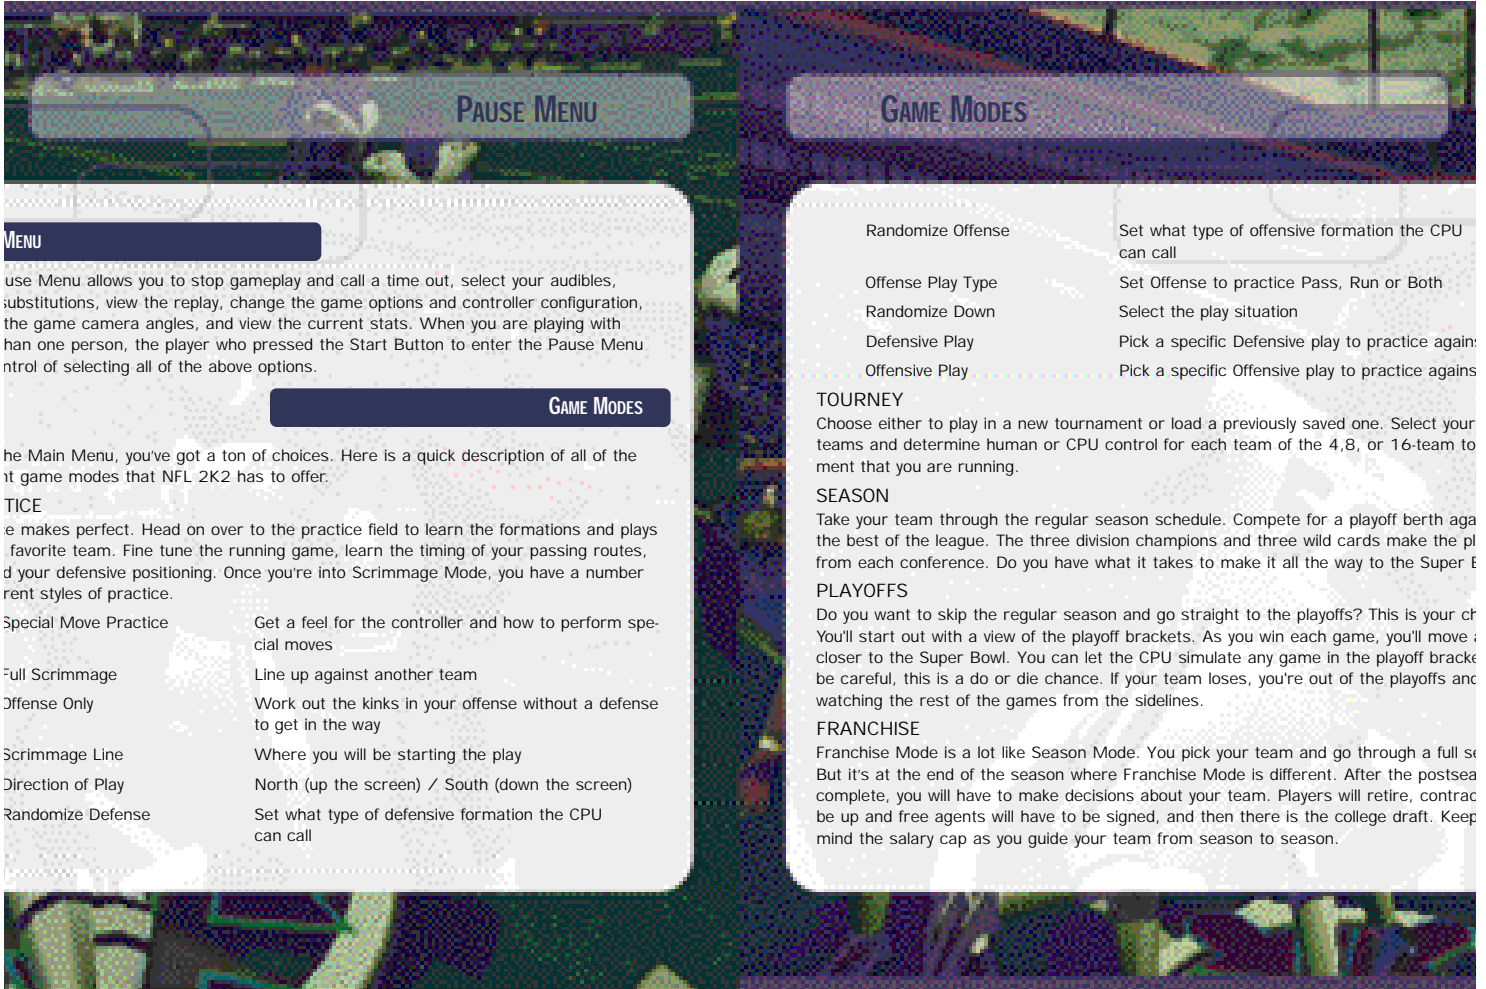 PAUSE MENU
MENU
use Menu allows you to stop gameplay and call a time out, select your audibles,
substitutions, view the replay, change the game options and controller configuration,
the game camera angles, and view the current stats. When you are playing with
han one person, the player who pressed the Start Button to enter the Pause Menu
ntrol of selecting all of the above options.
GAME MODES
he Main Menu, you've got a ton of choices. Here is a quick description of all of the
nt game modes that NFL 2K2 has to offer.
TICE
e makes perfect. Head on over to the practice field to learn the formations and plays
favorite team. Fine tune the running game, learn the timing of your passing routes,
d your defensive positioning. Once you're into Scrimmage Mode, you have a number
rent styles of practice.
Special Move Practice Get a feel for the controller and how to perform spe-
cial moves
Full Scrimmage Line up against another team
Offense Only Work out the kinks in your offense without a defense
to get in the way
Scrimmage Line Where you will be starting the play
Direction of Play North (up the screen) / South (down the screen)
Randomize Defense Set what type of defensive formation the CPU
can call
GAME MODES
Randomize Offense Set what type of offensive formation the CPU
can call
Offense Play Type Set Offense to practice Pass, Run or Both
Randomize Down Select the play situation
Defensive Play Pick a specific Defensive play to practice agains
Offensive Play Pick a specific Offensive play to practice agains
TOURNEY
Choose either to play in a new tournament or load a previously saved one. Select your
teams and determine human or CPU control for each team of the 4,8, or 16-team to
ment that you are running.
SEASON
Take your team through the regular season schedule. Compete for a playoff berth aga
the best of the league. The three division champions and three wild cards make the pl
from each conference. Do you have what it takes to make it all the way to the Super B
PLAYOFFS
Do you want to skip the regular season and go straight to the playoffs? This is your ch
You'll start out with a view of the playoff brackets. As you win each game, you'll move a
closer to the Super Bowl. You can let the CPU simulate any game in the playoff bracke
be careful, this is a do or die chance. If your team loses, you're out of the playoffs and
watching the rest of the games from the sidelines.
FRANCHISE
Franchise Mode is a lot like Season Mode. You pick your team and go through a full se
But it's at the end of the season where Franchise Mode is different. After the postsea
complete, you will have to make decisions about your team. Players will retire, contrac
be up and free agents will have to be signed, and then there is the college draft. Keep
mind the salary cap as you guide your team from season to season.